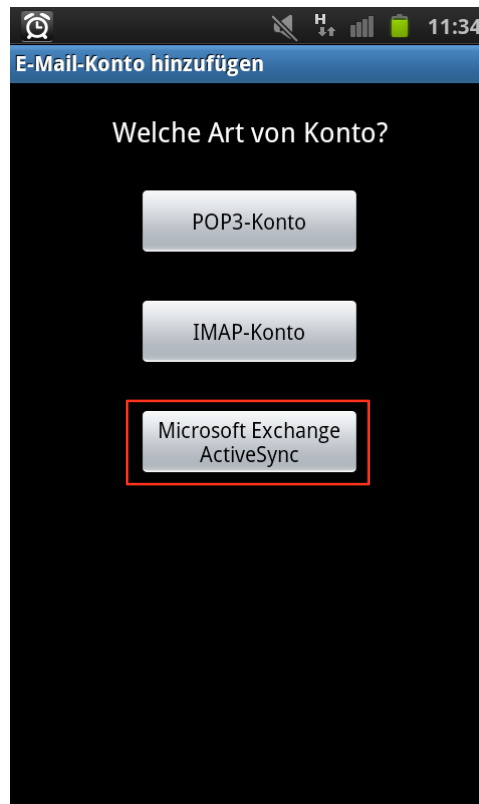 H 11:34
E-Mail-Konto hinzufügen
Welche Art von Konto?
POP3-Konto
IMAP-Konto
Microsoft Exchange
ActiveSync